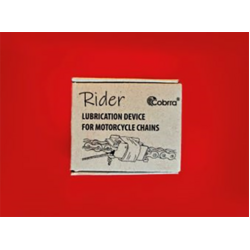 Rider Cobrra
LUBRICATION DEVICE
FOR MOTORCYCLE CHAINS